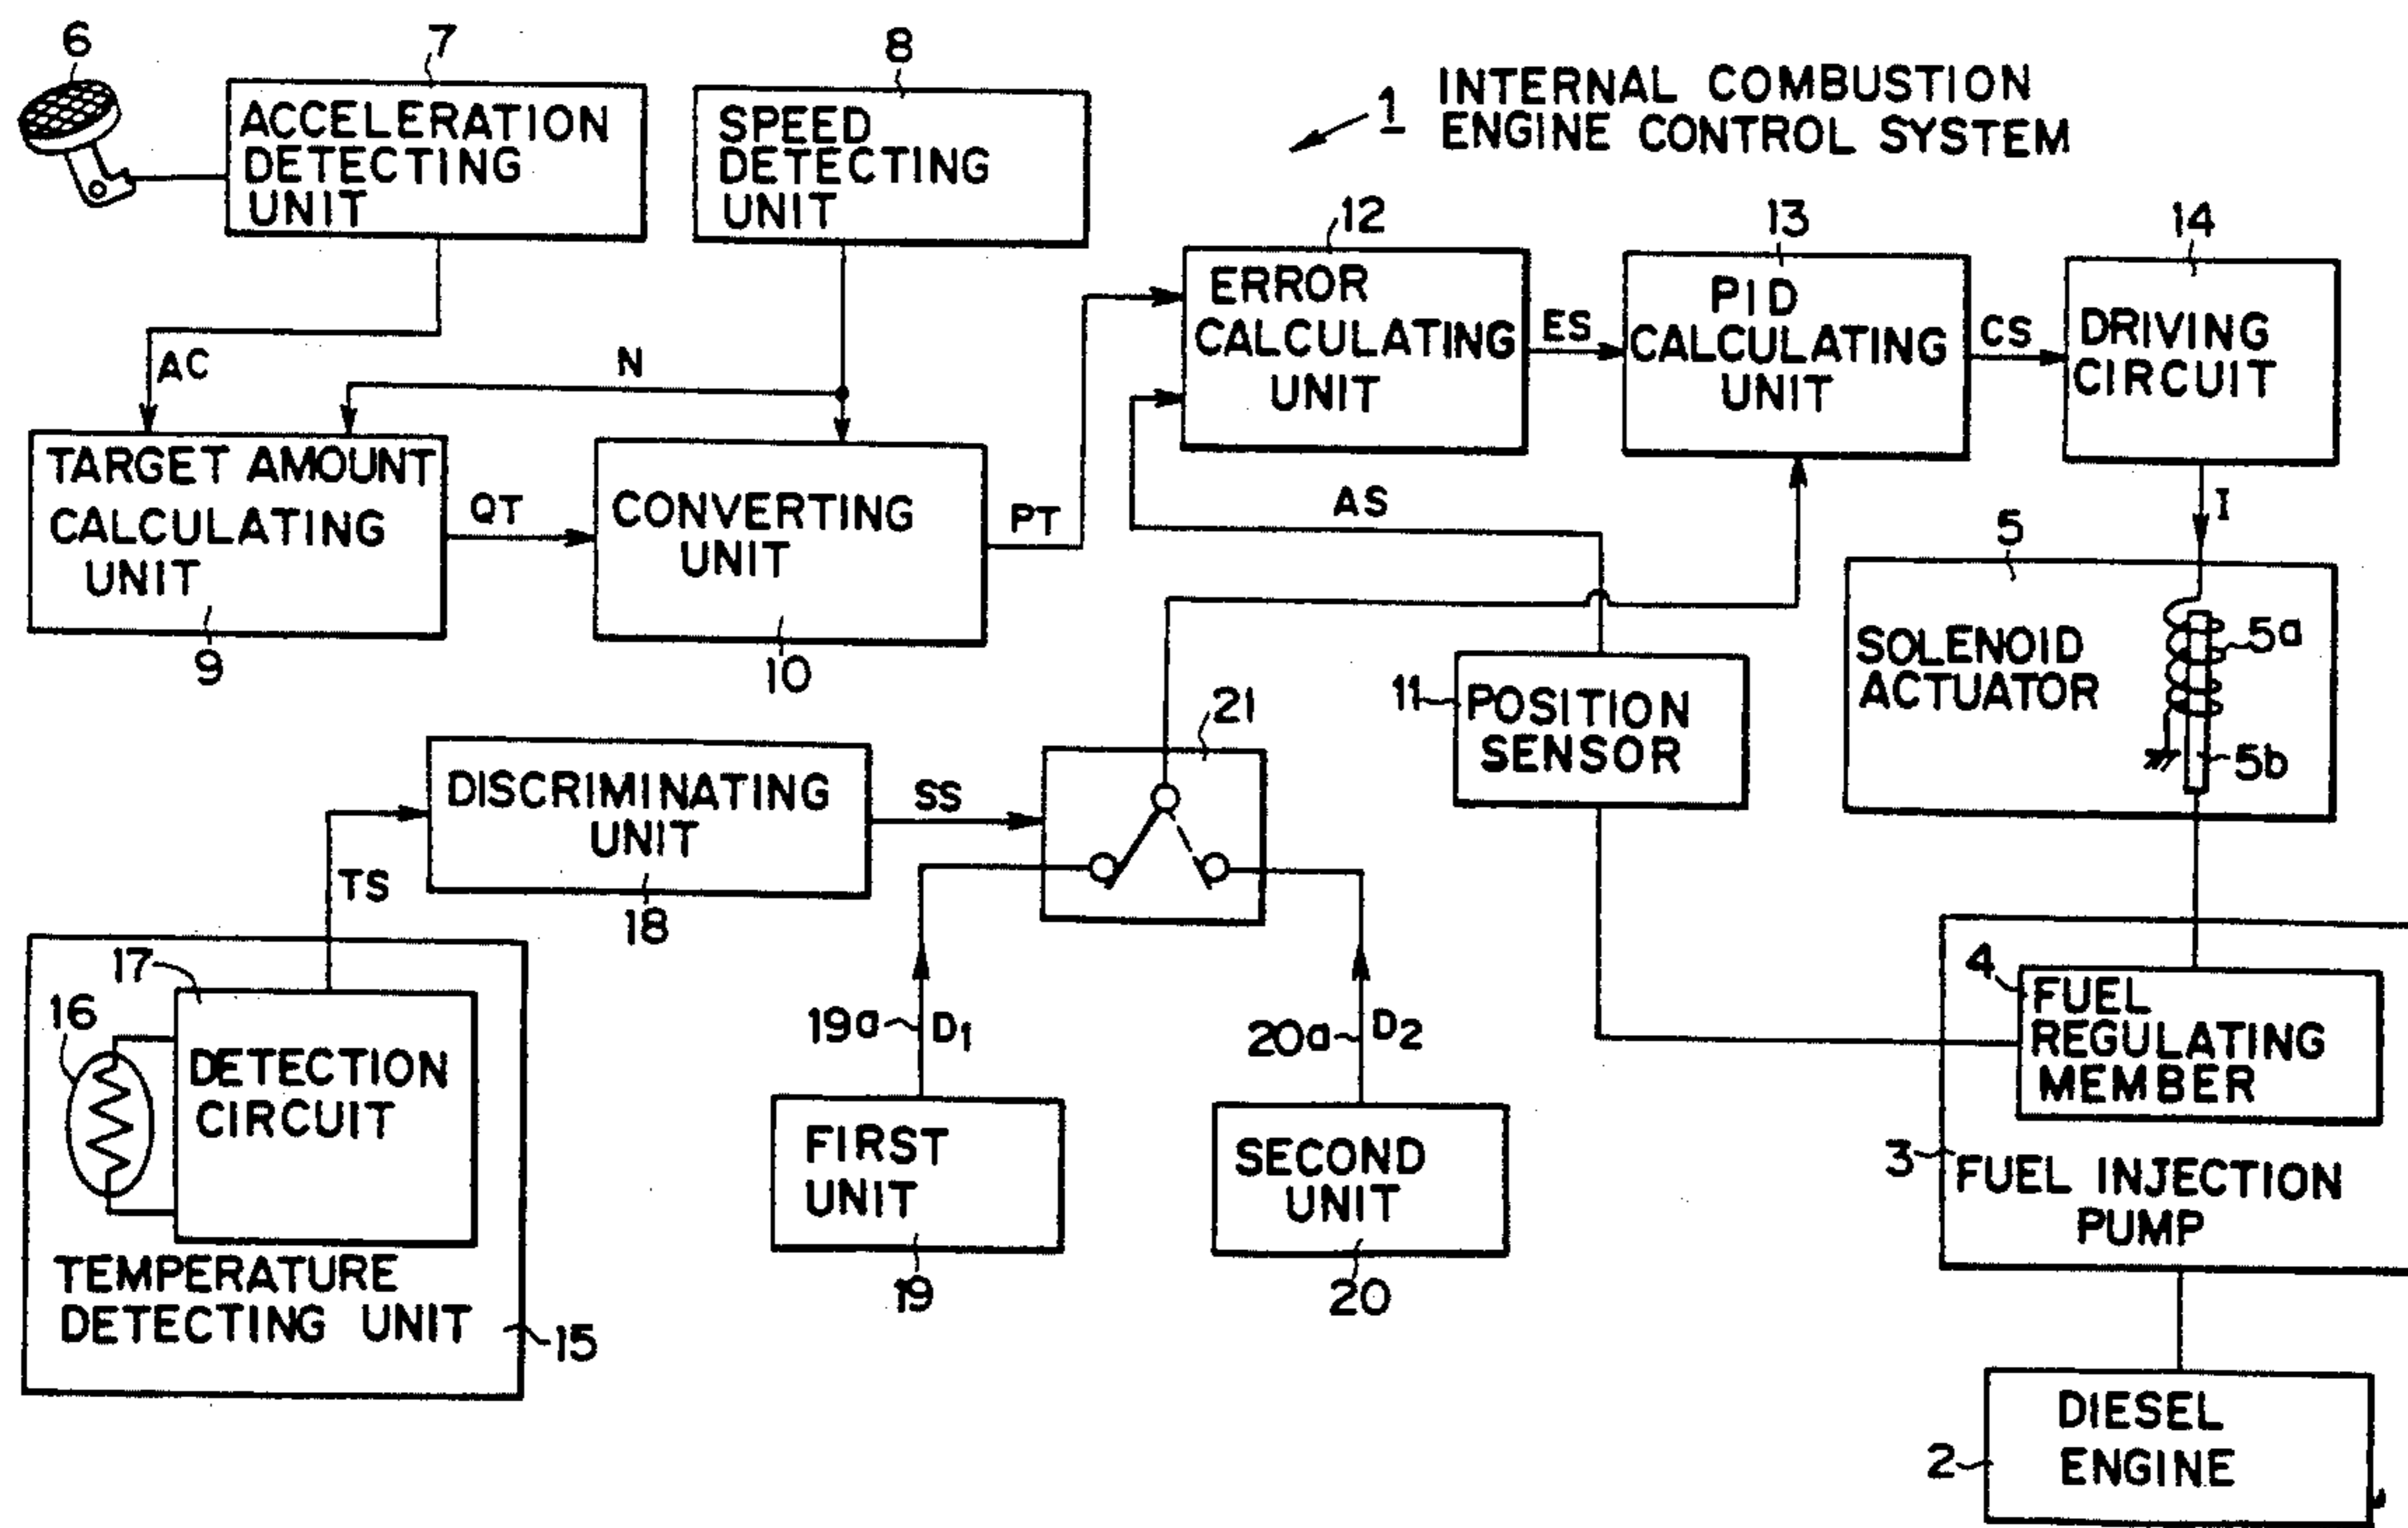 6
7
8
ACCELERATION
DETECTING
UNIT
SPEED
DETECTING
UNIT
1
INTERNAL COMBUSTION
ENGINE CONTROL SYSTEM
12
13
14
ERROR
CALCULATING
UNIT
ES
PID
CALCULATING
UNIT
CS
DRIVING
CIRCUIT
AC
N
TARGET AMOUNT
CALCULATING
UNIT
9
QT
CONVERTING
UNIT
10
PT
AS
I
5
SOLENOID
ACTUATOR
5a
5b
11
POSITION
SENSOR
21
DISCRIMINATING
UNIT
18
SS
TS
17
16
DETECTION
CIRCUIT
TEMPERATURE
DETECTING UNIT
15
19a
D1
20a
D2
FIRST
UNIT
19
SECOND
UNIT
20
4
FUEL
REGULATING
MEMBER
3
FUEL INJECTION
PUMP
2
DIESEL
ENGINE